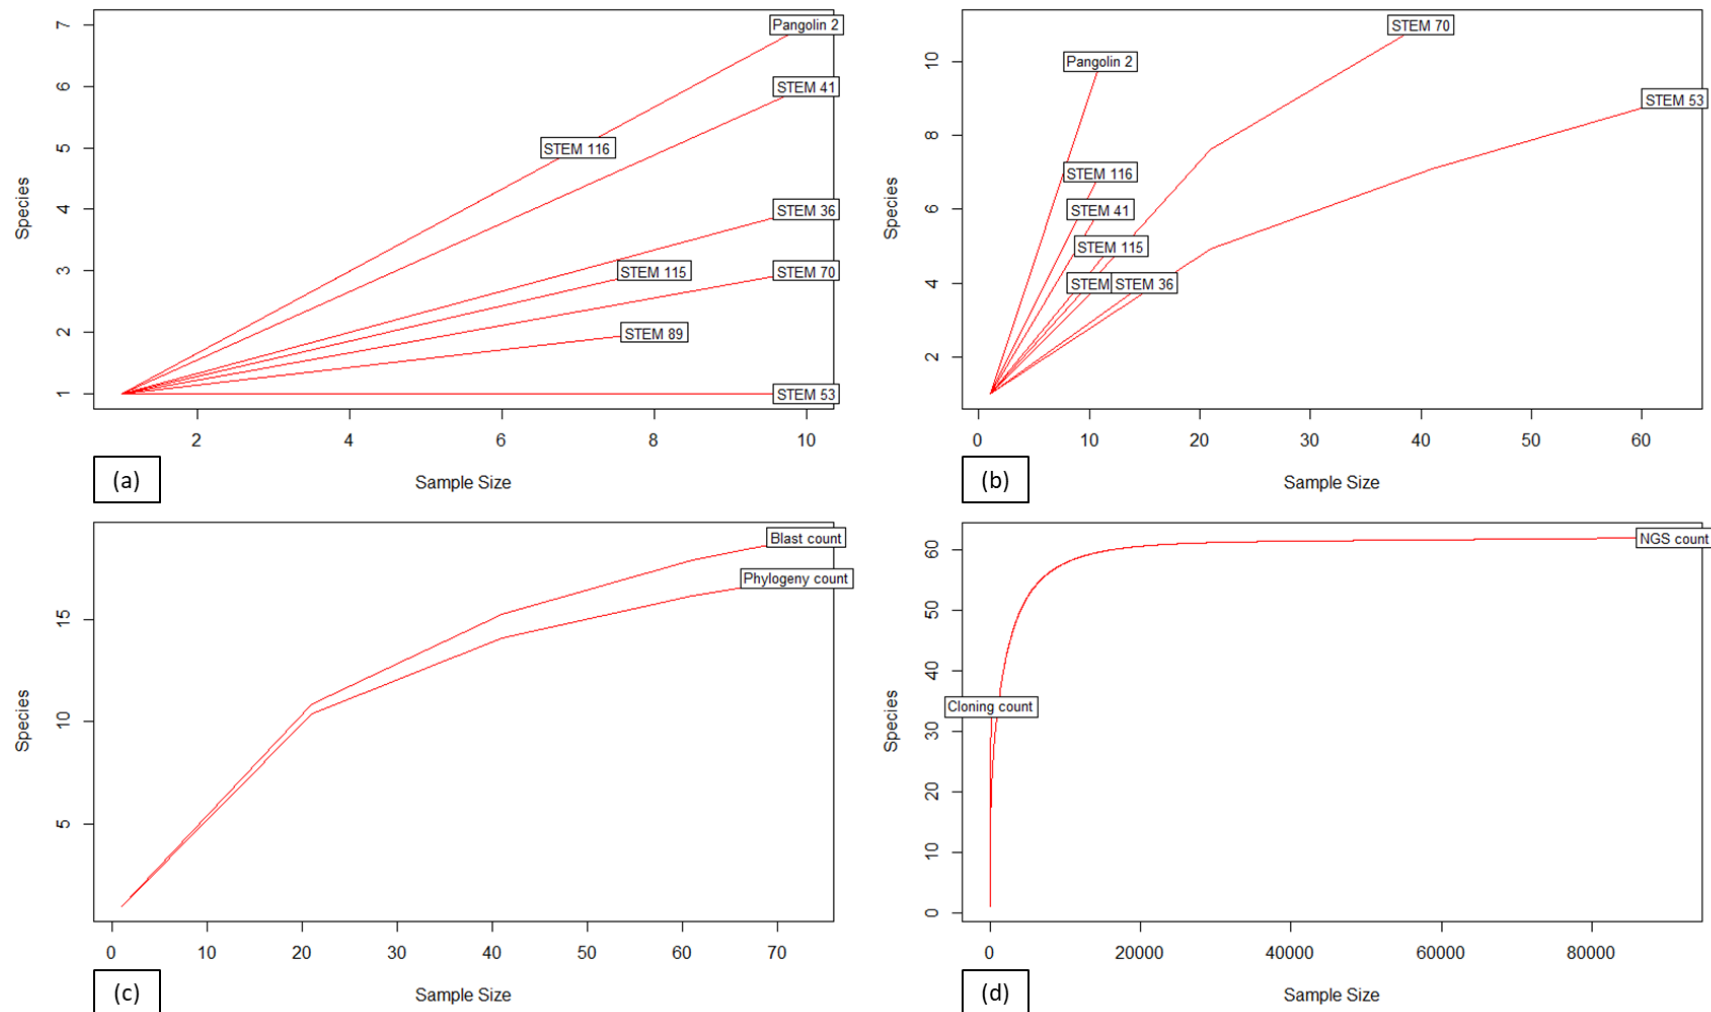 Pangolin 2
STEM 41
STEM 116
STEM 36
STEM 115
STEM 70
STEM 89
STEM 53
Species
1
2
3
4
5
6
7
2
4
6
8
10
(a)
Sample Size
STEM 70
Pangolin 2
STEM 53
STEM 116
STEM 41
STEM 115
STEM
STEM 36
Species
2
4
6
8
10
0
10
20
30
40
50
60
(b)
Sample Size
Blast count
Phylogeny count
Species
5
10
15
0
10
20
30
40
50
60
70
(c)
Sample Size
NGS count
Cloning count
Species
0
10
20
30
40
50
60
0
20000
40000
60000
80000
(d)
Sample Size